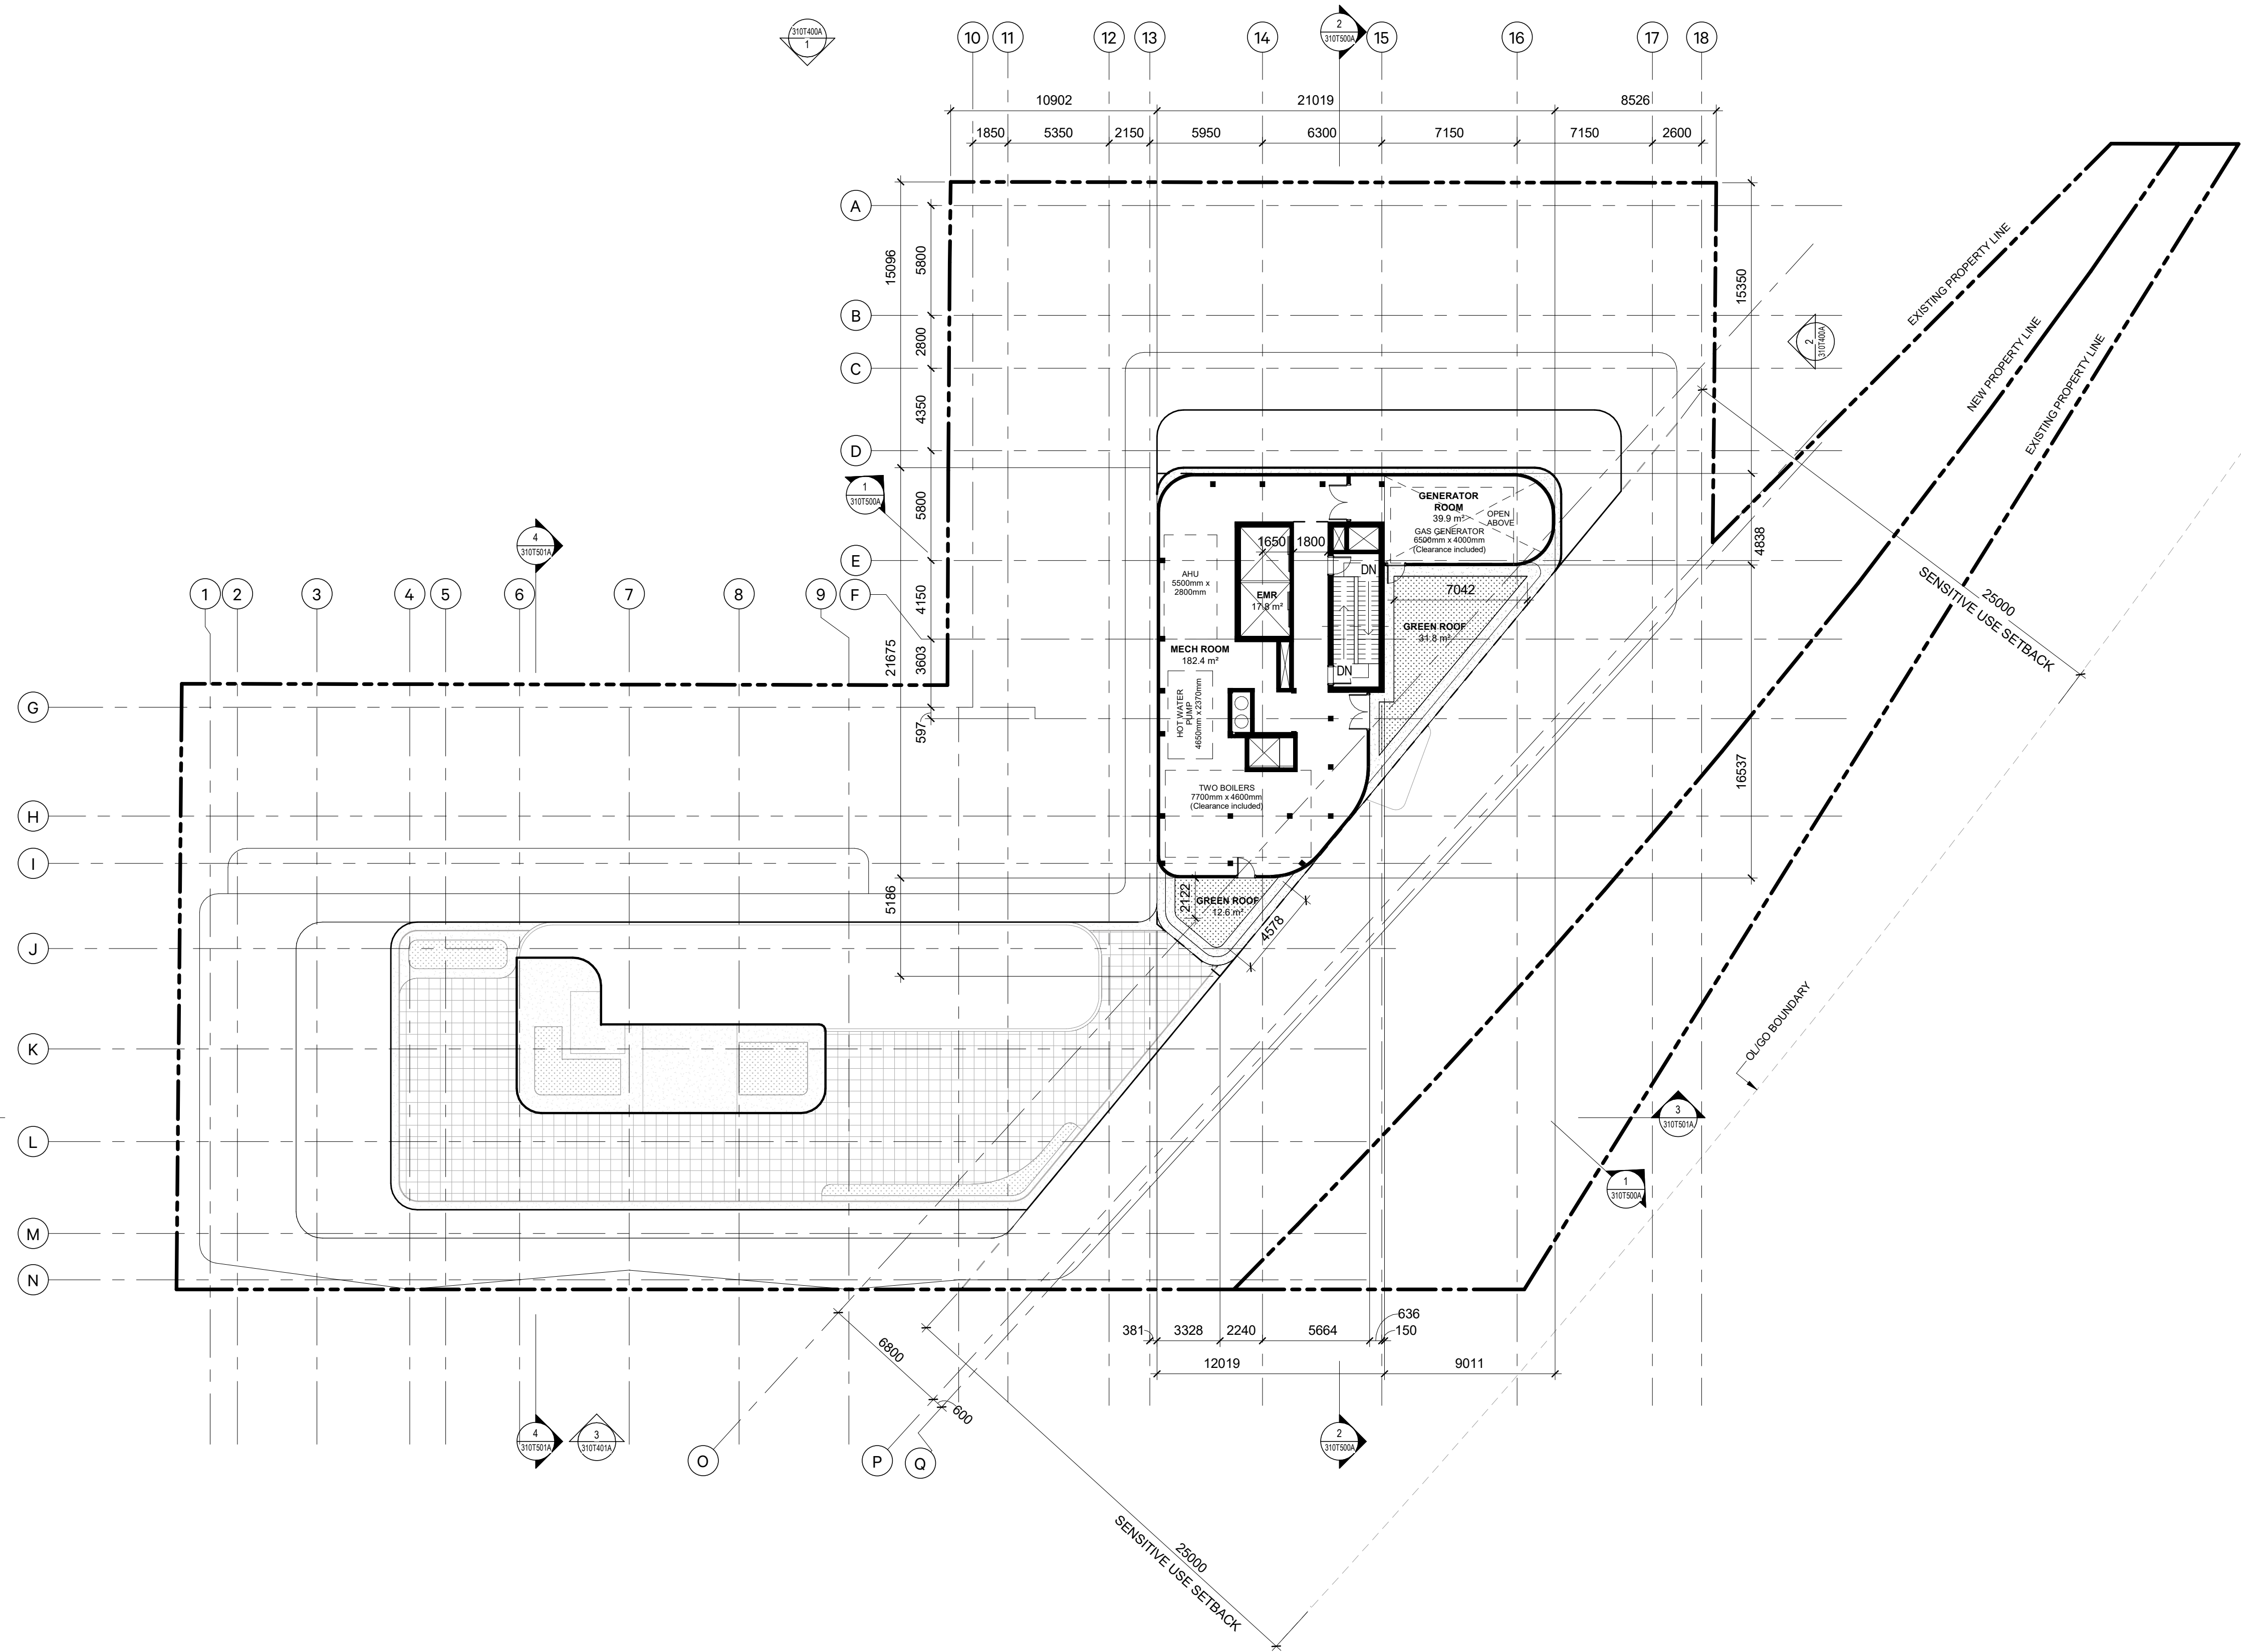 310T400A
1
10
11
12
13
14
2
310T500A
15
16
17
18
10902
21019
8526
1850
5350
2150
5950
6300
7150
7150
2600
A
B
C
D
E
F
15096
5800
2800
4350
5800
4150
21675
3603
597
5186
15350
4838
16537
EXISTING PROPERTY LINE
NEW PROPERTY LINE
EXISTING PROPERTY LINE
2
310T400A
1
310T500A
4
310T501A
1
2
3
4
5
6
7
8
9
G
H
I
J
K
L
M
N
GENERATOR
ROOM
39.9 m²
OPEN
ABOVE
GAS GENERATOR
6500mm x 4000mm
(Clearance included)
1650
1800
DN
AHU
5500mm x
2800mm
EMR
17.8 m²
7042
GREEN ROOF
31.8 m²
MECH ROOM
182.4 m²
DN
HOT WATER
PUMP
4650mm x 2370mm
TWO BOILERS
7700mm x 4600mm
(Clearance included)
2122
GREEN ROOF
12.6 m²
4578
25000
SENSITIVE USE SETBACK
OL/GO BOUNDARY
3
310T501A
1
310T500A
381
3328
2240
5664
636
150
12019
9011
6800
600
4
310T501A
3
310T401A
2
310T500A
O
P
Q
25000
SENSITIVE USE SETBACK